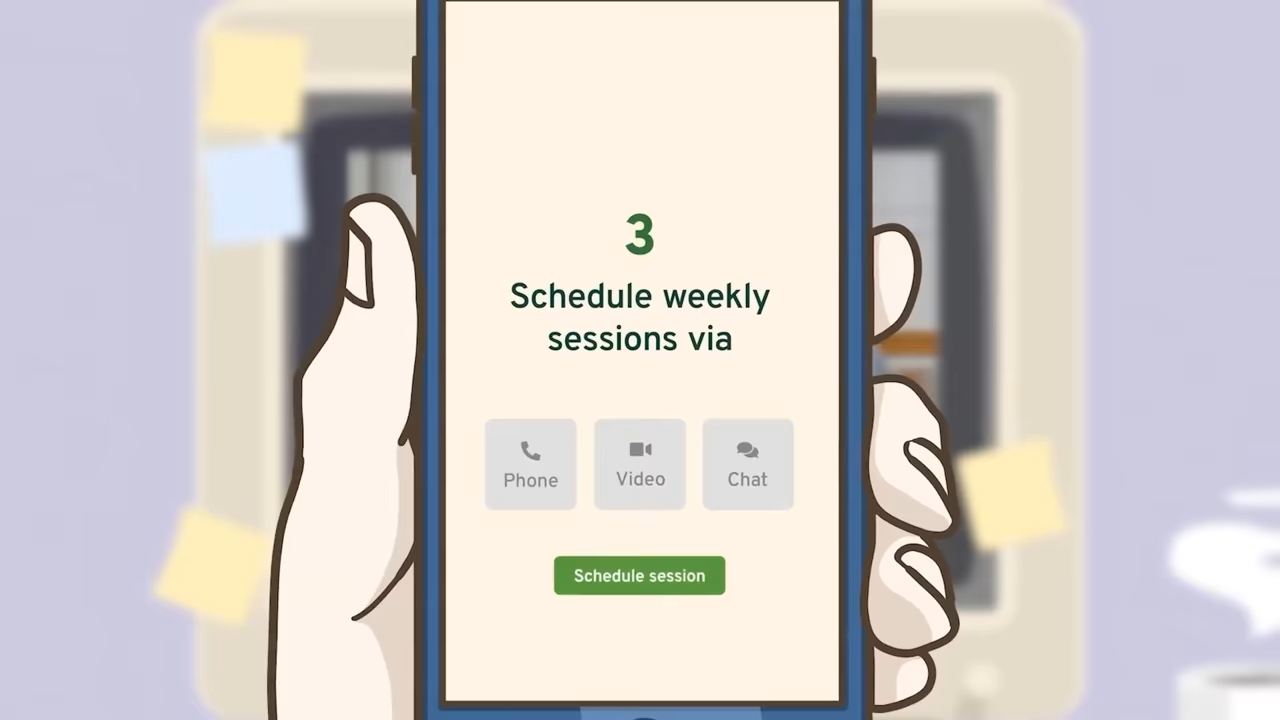 3
Schedule weekly
sessions via
Phone
Video
Chat
Schedule session